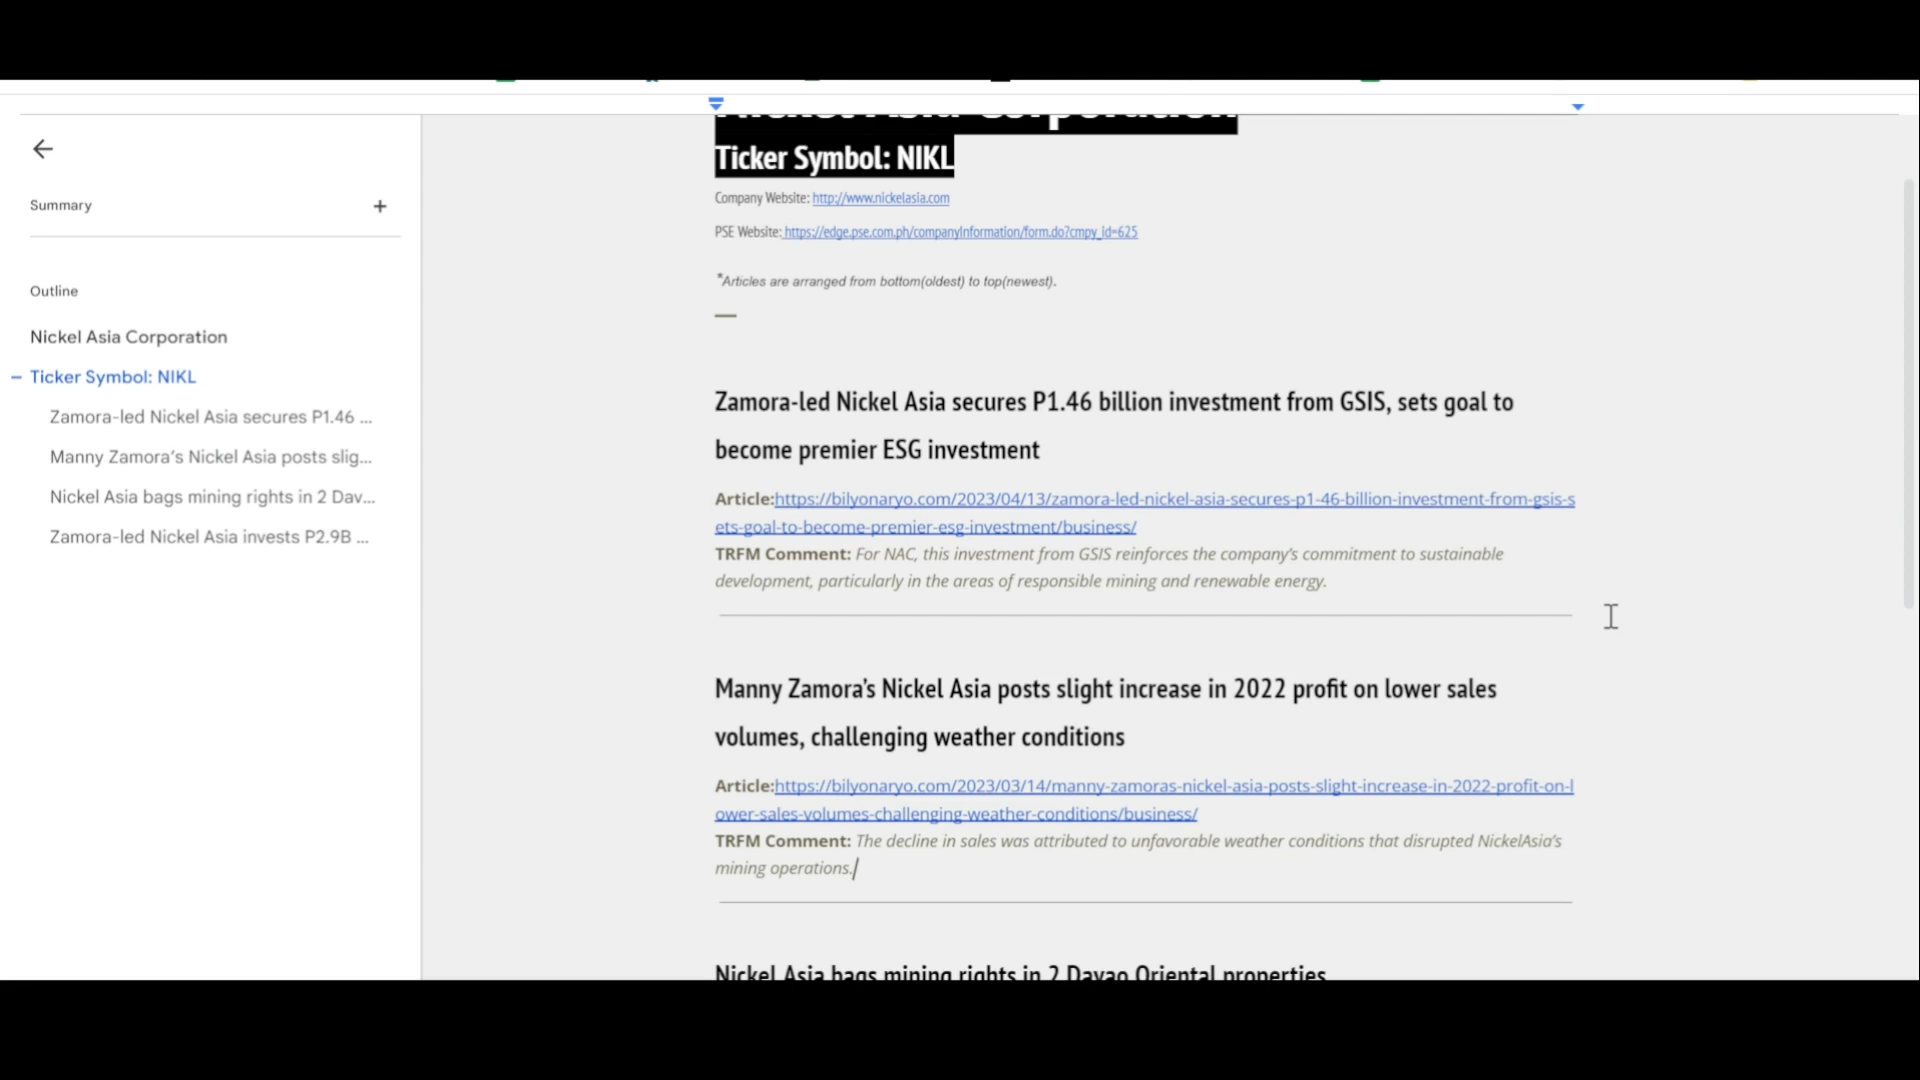 Nickel Asia Corporation
Ticker Symbol: NIKL
Company Website: http://www.nickelasia.com
PSE Website: https://edge.pse.com.ph/companyInformation/form.do?cmpy_id=625
*Articles are arranged from bottom(oldest) to top(newest).
Summary
+
Outline
Nickel Asia Corporation
Ticker Symbol: NIKL
Zamora-led Nickel Asia secures P1.46 ...
Manny Zamora’s Nickel Asia posts slig...
Nickel Asia bags mining rights in 2 Dav...
Zamora-led Nickel Asia invests P2.9B ...
Zamora-led Nickel Asia secures P1.46 billion investment from GSIS, sets goal to
become premier ESG investment
Article:https://bilyonaryo.com/2023/04/13/zamora-led-nickel-asia-secures-p1-46-billion-investment-from-gsis-s
ets-goal-to-become-premier-esg-investment/business/
TRFM Comment: For NAC, this investment from GSIS reinforces the company’s commitment to sustainable
development, particularly in the areas of responsible mining and renewable energy.
Manny Zamora’s Nickel Asia posts slight increase in 2022 profit on lower sales
volumes, challenging weather conditions
Article:https://bilyonaryo.com/2023/03/14/manny-zamoras-nickel-asia-posts-slight-increase-in-2022-profit-on-l
ower-sales-volumes-challenging-weather-conditions/business/
TRFM Comment: The decline in sales was attributed to unfavorable weather conditions that disrupted NickelAsia’s
mining operations.
Nickel Asia bags mining rights in 2 Davao Oriental properties